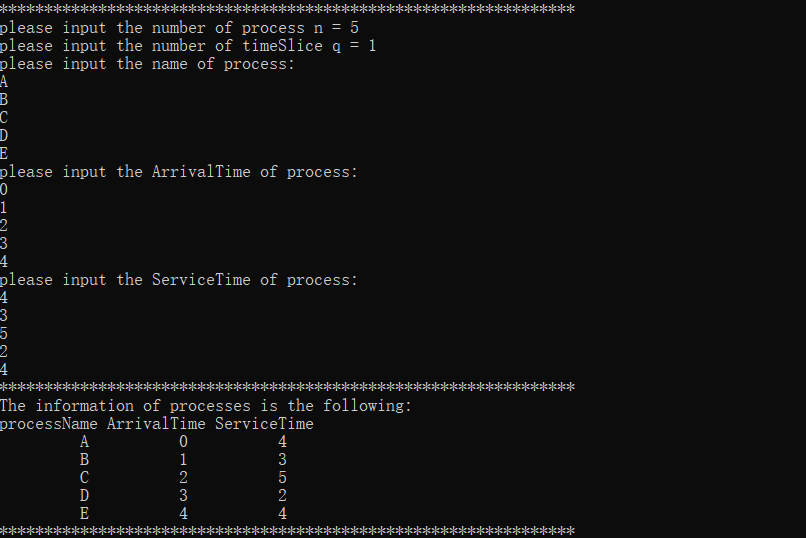 ****************************************************************
please input the number of process n = 5
please input the number of timeSlice q = 1
please input the name of process:
A
B
C
D
E
please input the ArrivalTime of process:
0
1
2
3
4
please input the ServiceTime of process:
4
3
5
2
4
****************************************************************
The information of processes is the following:
processName ArrivalTime ServiceTime
A 0 4
B 1 3
C 2 5
D 3 2
E 4 4
****************************************************************